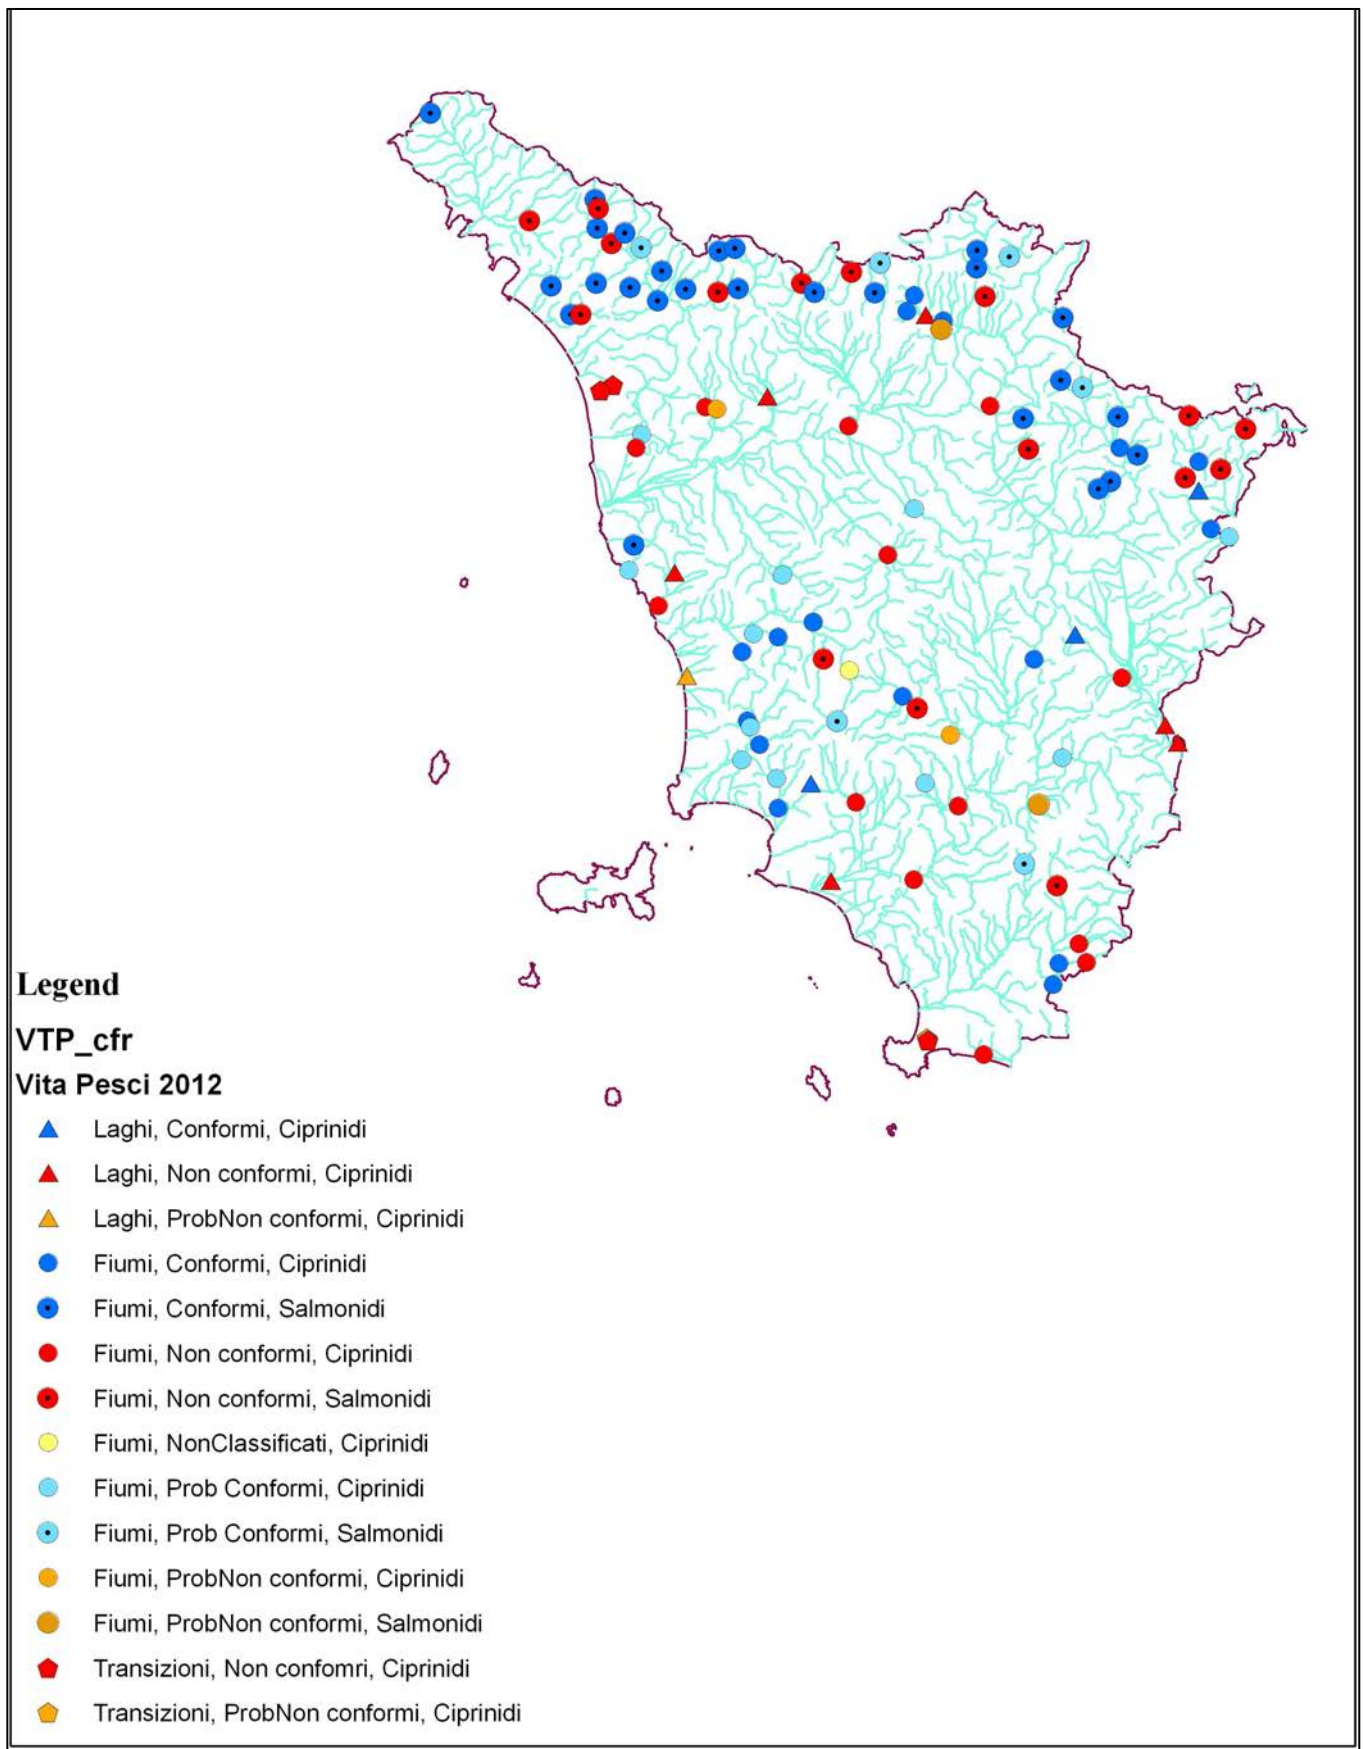 Legend
VTP_cfr
Vita Pesci 2012
Laghi, Conformi, Ciprinidi
Laghi, Non conformi, Ciprinidi
Laghi, ProbNon conformi, Ciprinidi
Fiumi, Conformi, Ciprinidi
Fiumi, Conformi, Salmonidi
Fiumi, Non conformi, Ciprinidi
Fiumi, Non conformi, Salmonidi
Fiumi, NonClassificati, Ciprinidi
Fiumi, Prob Conformi, Ciprinidi
Fiumi, Prob Conformi, Salmonidi
Fiumi, ProbNon conformi, Ciprinidi
Fiumi, ProbNon conformi, Salmonidi
Transizioni, Non confomri, Ciprinidi
Transizioni, ProbNon conformi, Ciprinidi